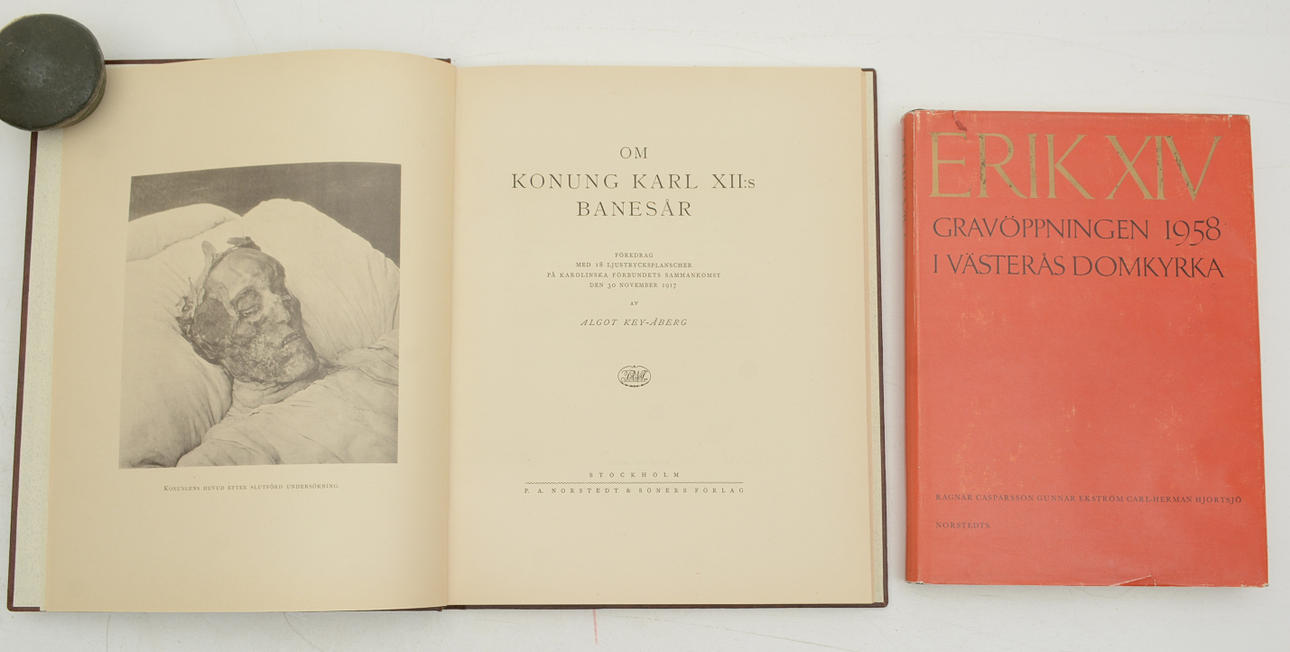 KONUNGENS HUVUD EFTER SLUTFÖRD UNDERSÖKNING.
OM
KONUNG KARL XII:s
BANESÅR
FÖREDRAG
MED 18 LJUSTRYCKSPLANSCHER
PÅ KAROLINSKA FÖRBUNDETS SAMMANKOMST
DEN 30 NOVEMBER 1917
AV
ALGOT KEY-ÅBERG
STOCKHOLM
P. A. NORSTEDT & SÖNERS FÖRLAG
ERIK XIV
GRAVÖPPNINGEN 1958
I VÄSTERÅS DOMKYRKA
RAGNAR CASPARSSON GUNNAR EKSTRÖM CARL-HERMAN HJORTSJÖ
NORSTEDTS